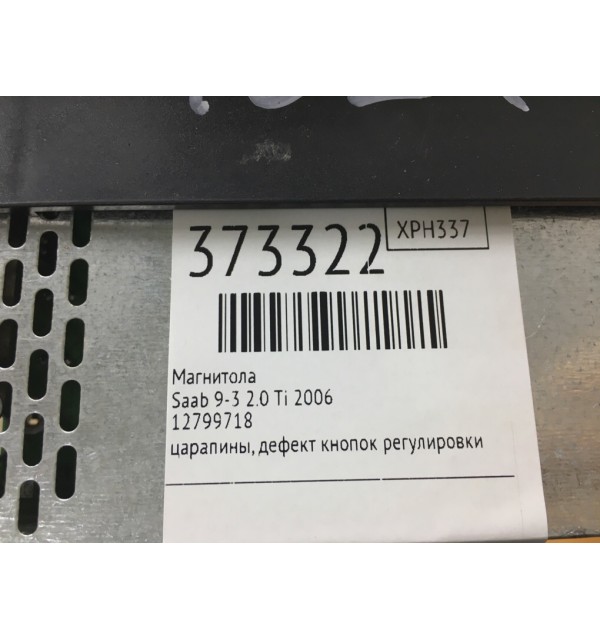 373322
XPH337
Магнитола
Saab 9-3 2.0 Ti 2006
12799718
царапины, дефект кнопок регулировки